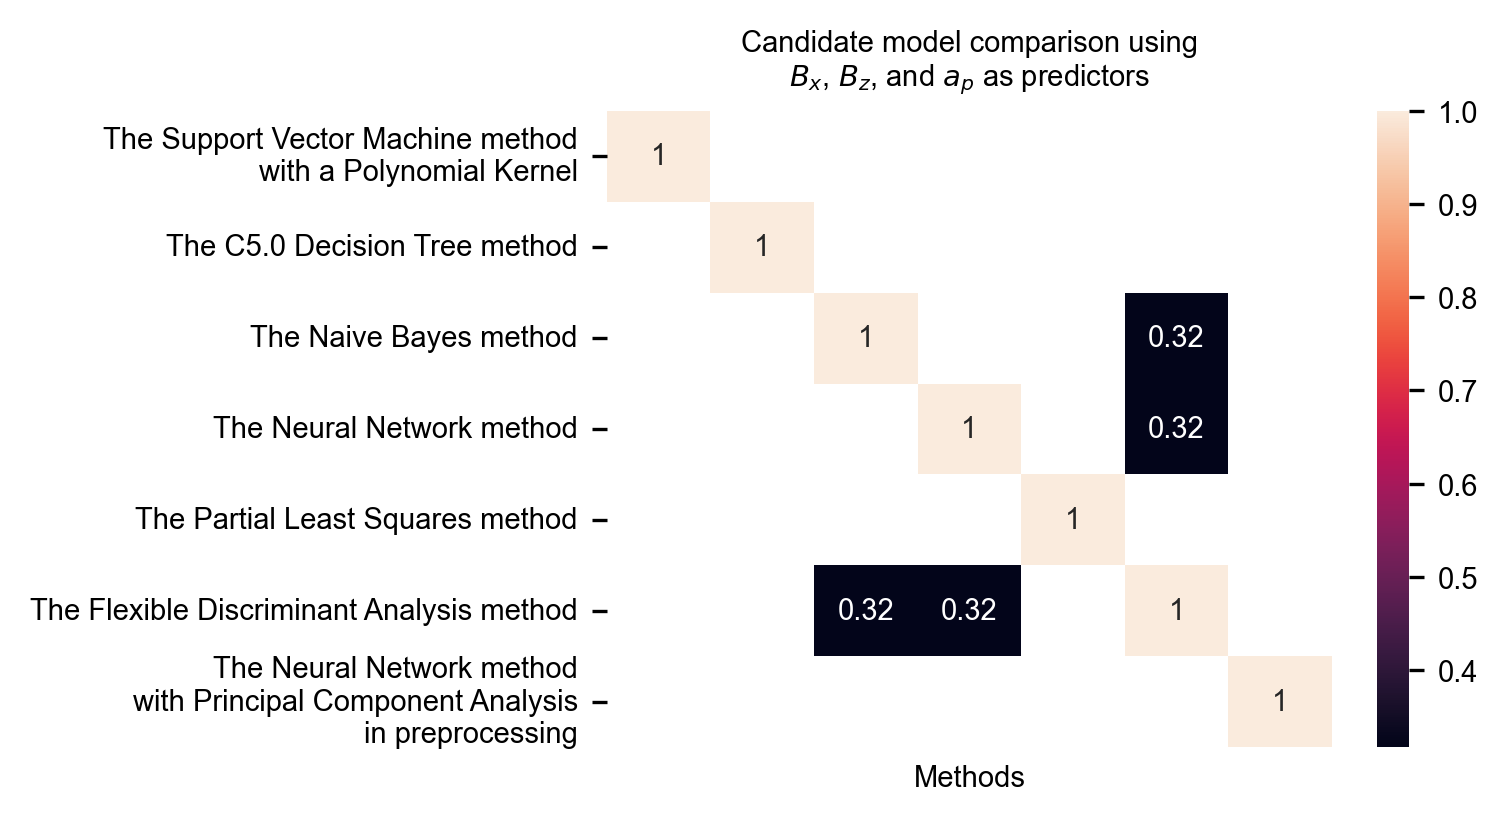 Candidate model comparison using
Bₓ, B_z, and a_p as predictors
The Support Vector Machine method
with a Polynomial Kernel
1
The C5.0 Decision Tree method
1
The Naive Bayes method
1
0.32
The Neural Network method
1
0.32
The Partial Least Squares method
1
The Flexible Discriminant Analysis method
0.32 0.32
1
The Neural Network method
with Principal Component Analysis
in preprocessing
1
Methods
1.0
0.9
0.8
0.7
0.6
0.5
0.4